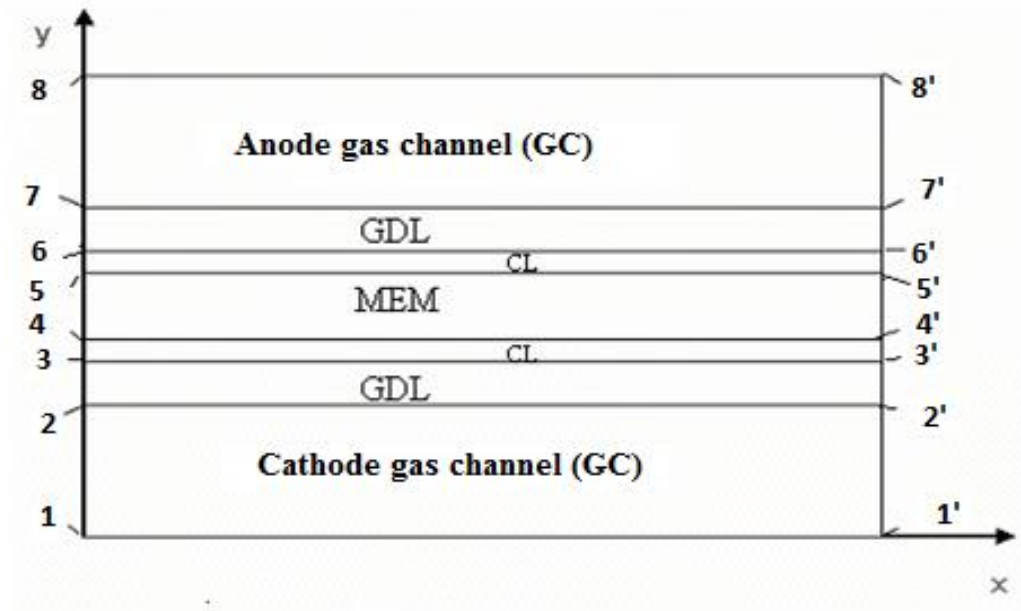 y
8
8'
Anode gas channel (GC)
7
7'
GDL
6
6'
CL
5
5'
MEM
4
4'
3
CL
3'
GDL
2
2'
Cathode gas channel (GC)
1
1'
x